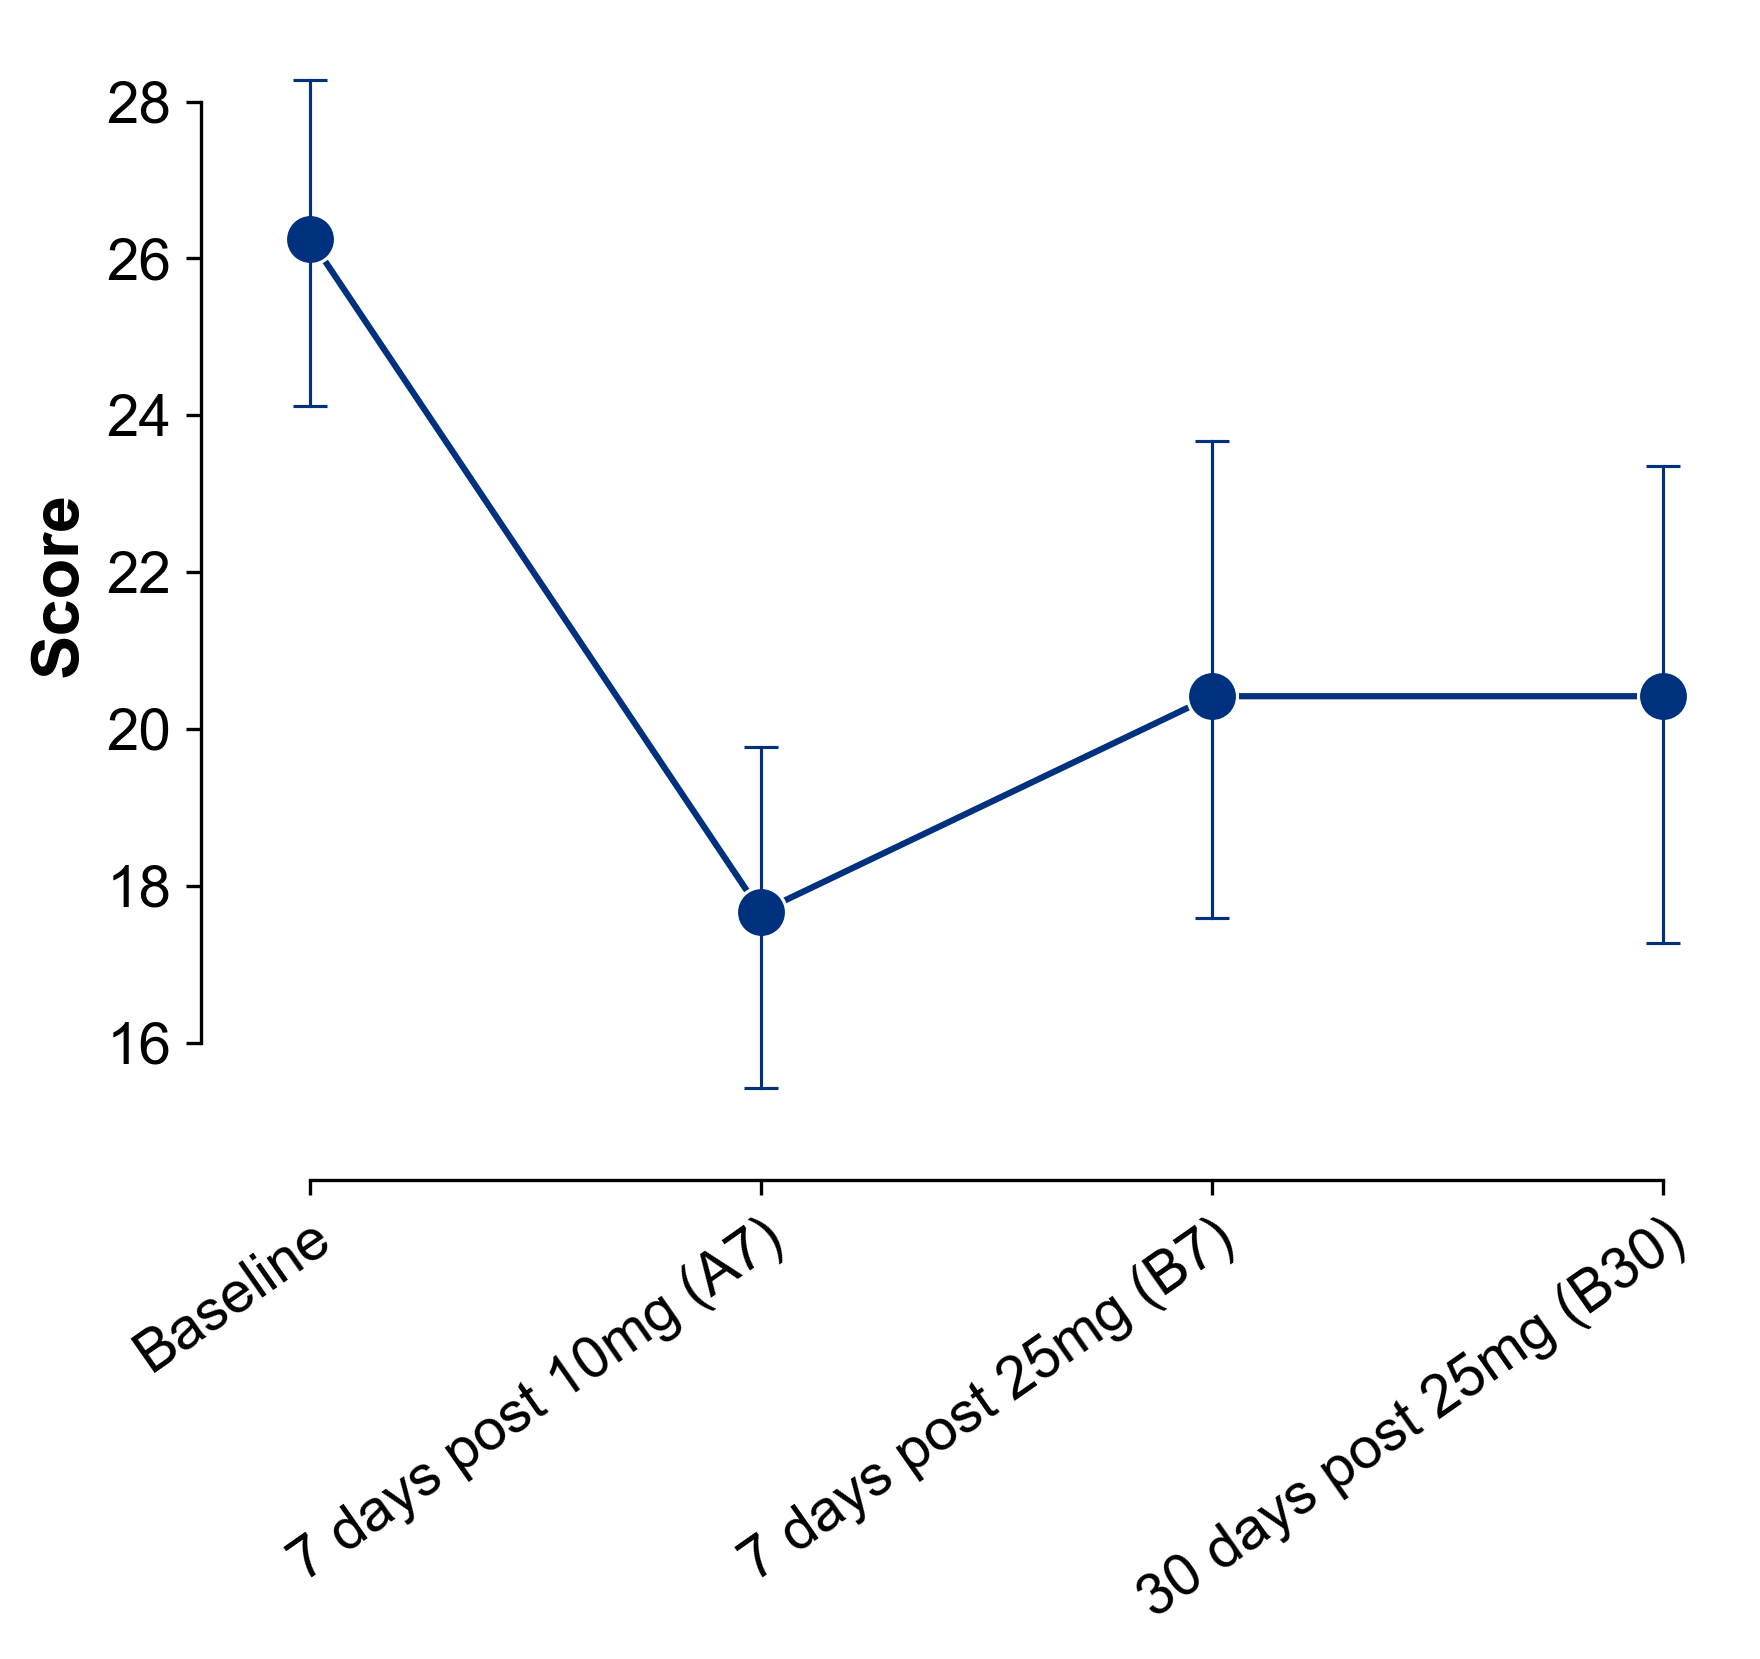 Score
28
26
24
22
20
18
16
Baseline
7 days post 10mg (A7)
7 days post 25mg (B7)
30 days post 25mg (B30)